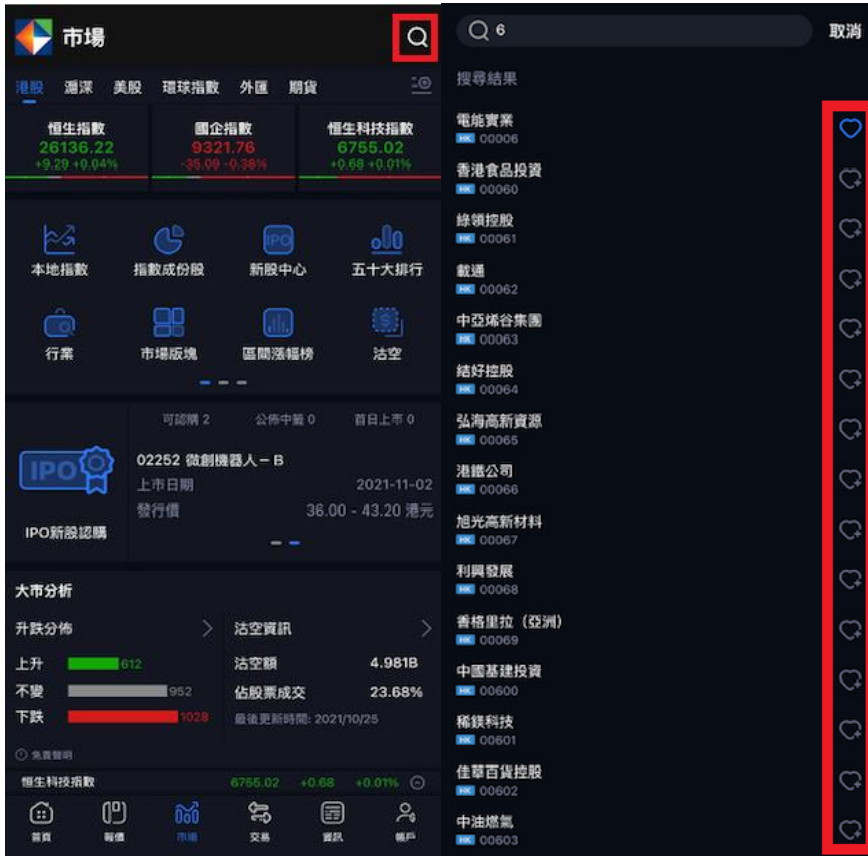 市場
港股 滬深 美股 環球指數 外匯 期貨
恒生指數 國企指數 恒生科技指數
26136.22 9321.76 6755.02
+9.29 +0.04% -35.09 -0.38% +0.68 +0.01%
本地指數 指數成份股 新股中心 五十大排行
IPO
行業 市場版塊 區間漲幅榜 沽空
可認購 2 公佈中籤 0 首日上市 0
IPO
02252 微創機器人－B
上市日期 2021-11-02
發行價 36.00 - 43.20 港元
IPO新股認購
大市分析
升跌分佈 沽空資訊
上升 612 沽空額 4.981B
不變 952 佔股票成交 23.68%
下跌 1028 最後更新時間: 2021/10/25
免責聲明
恒生科技指數 6755.02 +0.68 +0.01%
首頁 報價 市場 交易 資訊 帳戶
6 取消
搜尋結果
電能實業
HK 00006
香港食品投資
HK 00060
綠領控股
HK 00061
載通
HK 00062
中亞烯谷集團
HK 00063
結好控股
HK 00064
弘海高新資源
HK 00065
港鐵公司
HK 00066
旭光高新材料
HK 00067
利興發展
HK 00068
香格里拉（亞洲）
HK 00069
中國基建投資
HK 00600
稀鎂科技
HK 00601
佳華百貨控股
HK 00602
中油燃氣
HK 00603